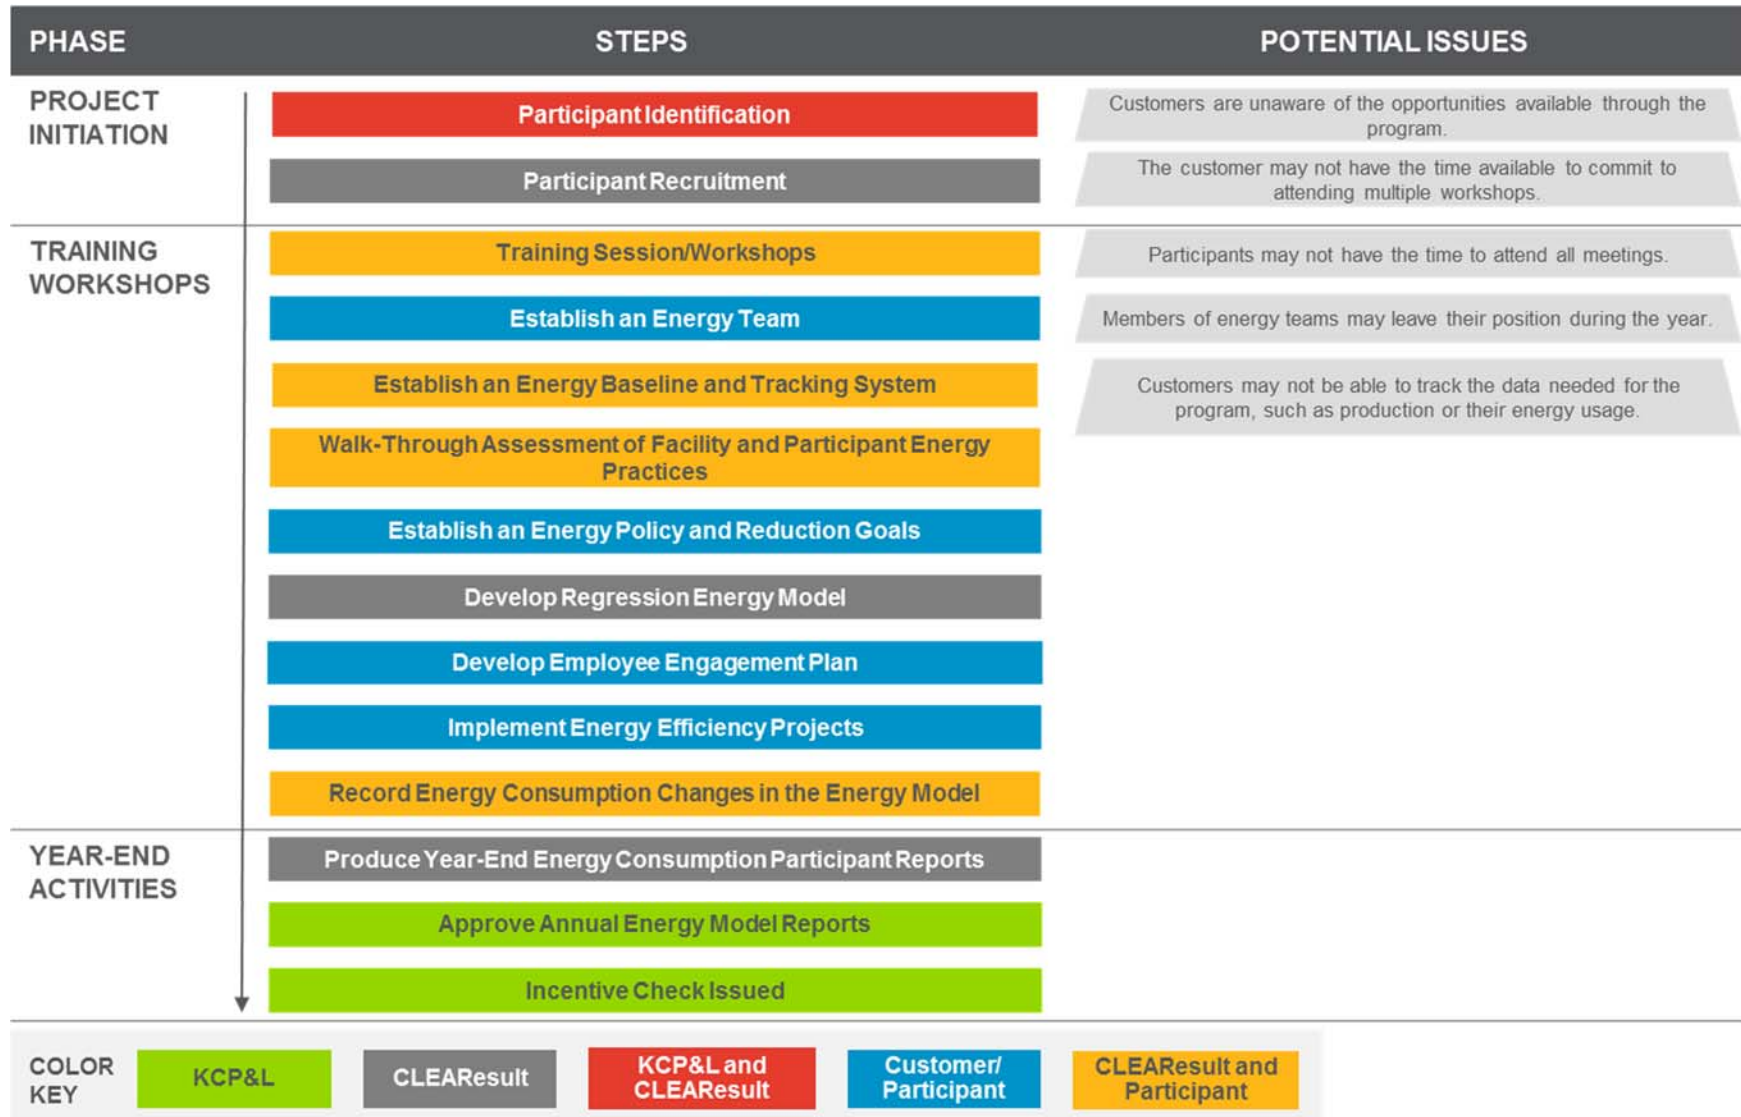 PHASE
STEPS
POTENTIAL ISSUES
PROJECT
INITIATION
Participant Identification
Customers are unaware of the opportunities available through the
program.
Participant Recruitment
The customer may not have the time available to commit to
attending multiple workshops.
TRAINING
WORKSHOPS
Training Session/Workshops
Participants may not have the time to attend all meetings.
Establish an Energy Team
Members of energy teams may leave their position during the year.
Establish an Energy Baseline and Tracking System
Customers may not be able to track the data needed for the
program, such as production or their energy usage.
Walk-Through Assessment of Facility and Participant Energy
Practices
Establish an Energy Policy and Reduction Goals
Develop Regression Energy Model
Develop Employee Engagement Plan
Implement Energy Efficiency Projects
Record Energy Consumption Changes in the Energy Model
YEAR-END
ACTIVITIES
Produce Year-End Energy Consumption Participant Reports
Approve Annual Energy Model Reports
Incentive Check Issued
COLOR
KEY
KCP&L
CLEAResult
KCP&L and
CLEAResult
Customer/
Participant
CLEAResult and
Participant